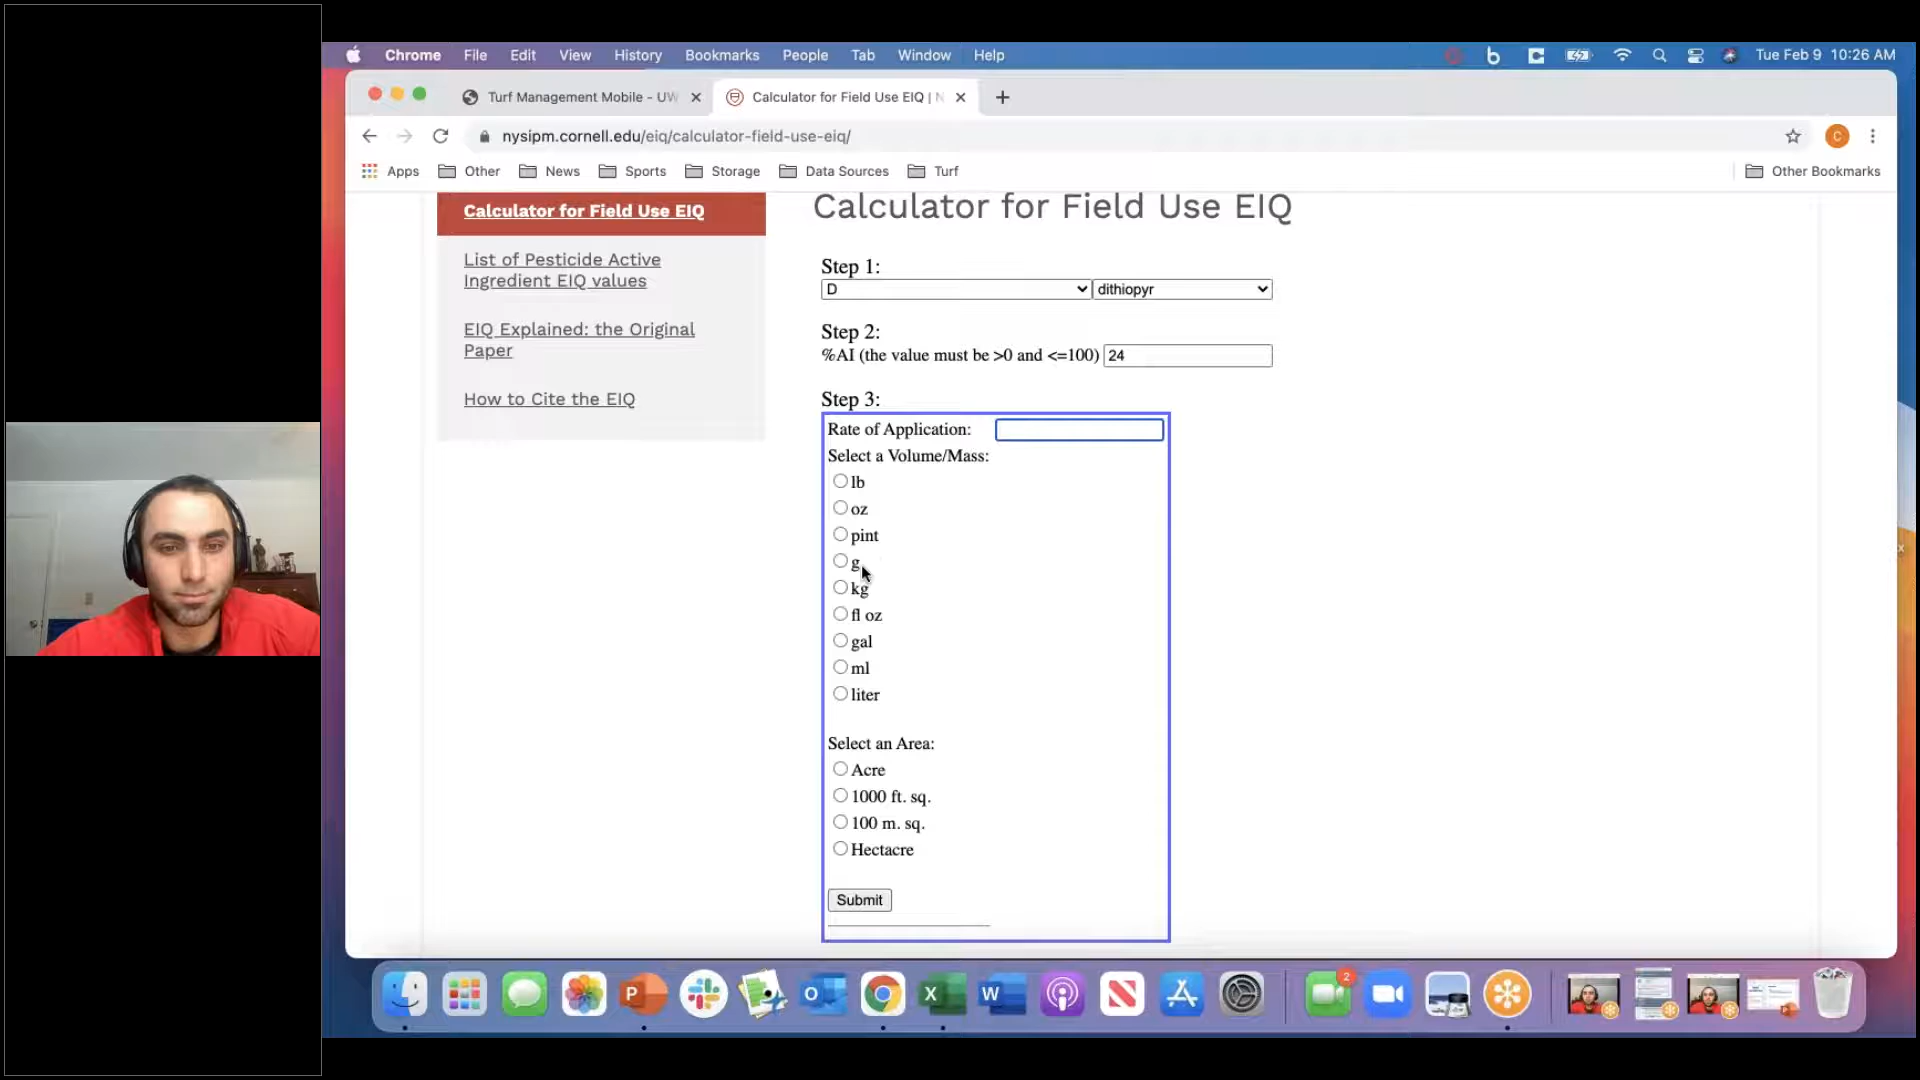 Chrome File Edit View History Bookmarks People Tab Window Help
Tue Feb 9 10:26 AM
Turf Management Mobile - UW
Calculator for Field Use EIQ | N
nysipm.cornell.edu/eiq/calculator-field-use-eiq/
C
Apps Other News Sports Storage Data Sources Turf
Other Bookmarks
Calculator for Field Use EIQ
List of Pesticide Active
Ingredient EIQ values
EIQ Explained: the Original
Paper
How to Cite the EIQ
Calculator for Field Use EIQ
Step 1:
D dithiopyr
Step 2:
%AI (the value must be >0 and <=100) 24
Step 3:
Rate of Application:
Select a Volume/Mass:
lb
oz
pint
g
kg
fl oz
gal
ml
liter
Select an Area:
Acre
1000 ft. sq.
100 m. sq.
Hectacre
Submit
2